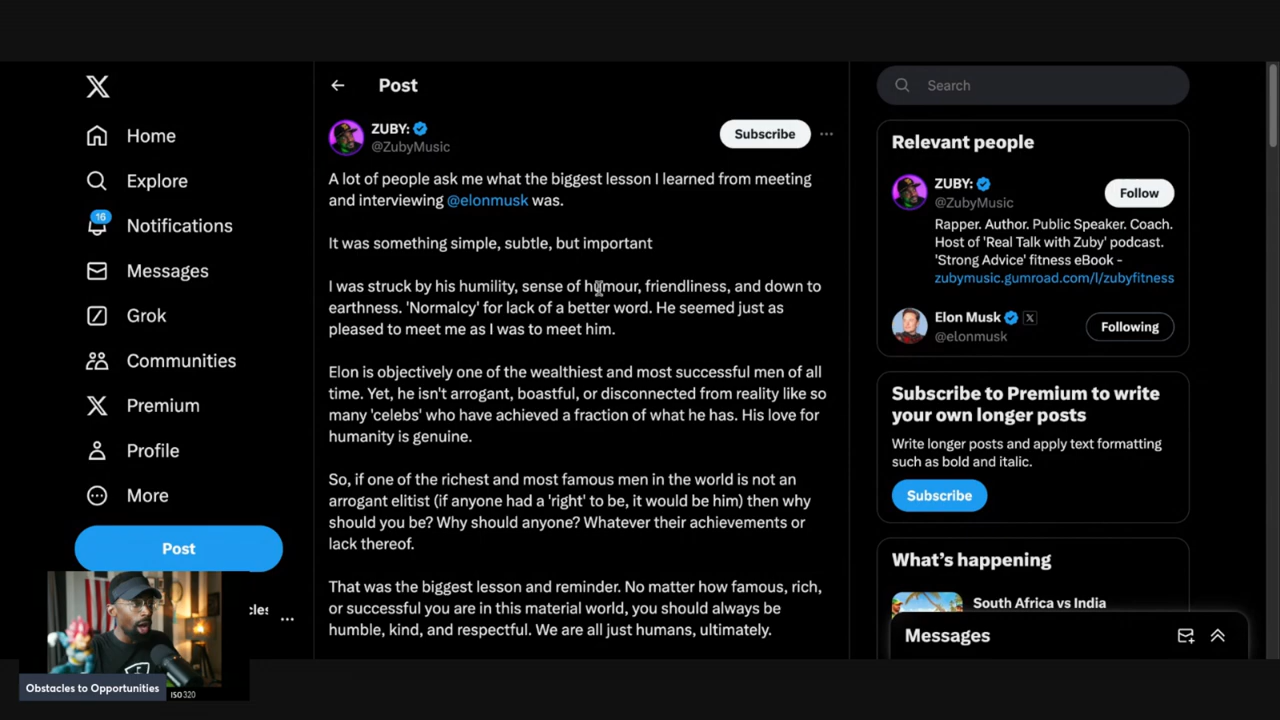 Home
Explore
16
Notifications
Messages
Grok
Communities
Premium
Profile
More
Post
Obstacles to Opportunities
ISO 320
Post
ZUBY:
@ZubyMusic
Subscribe
A lot of people ask me what the biggest lesson I learned from meeting
and interviewing @elonmusk was.
It was something simple, subtle, but important
I was struck by his humility, sense of humour, friendliness, and down to
earthness. 'Normalcy' for lack of a better word. He seemed just as
pleased to meet me as I was to meet him.
Elon is objectively one of the wealthiest and most successful men of all
time. Yet, he isn't arrogant, boastful, or disconnected from reality like so
many 'celebs' who have achieved a fraction of what he has. His love for
humanity is genuine.
So, if one of the richest and most famous men in the world is not an
arrogant elitist (if anyone had a 'right' to be, it would be him) then why
should you be? Why should anyone? Whatever their achievements or
lack thereof.
That was the biggest lesson and reminder. No matter how famous, rich,
or successful you are in this material world, you should always be
humble, kind, and respectful. We are all just humans, ultimately.
Search
Relevant people
ZUBY:
@ZubyMusic
Follow
Rapper. Author. Public Speaker. Coach.
Host of 'Real Talk with Zuby' podcast.
'Strong Advice' fitness eBook -
zubymusic.gumroad.com/l/zubyfitness
Elon Musk
@elonmusk
Following
Subscribe to Premium to write
your own longer posts
Write longer posts and apply text formatting
such as bold and italic.
Subscribe
What's happening
South Africa vs India
Messages